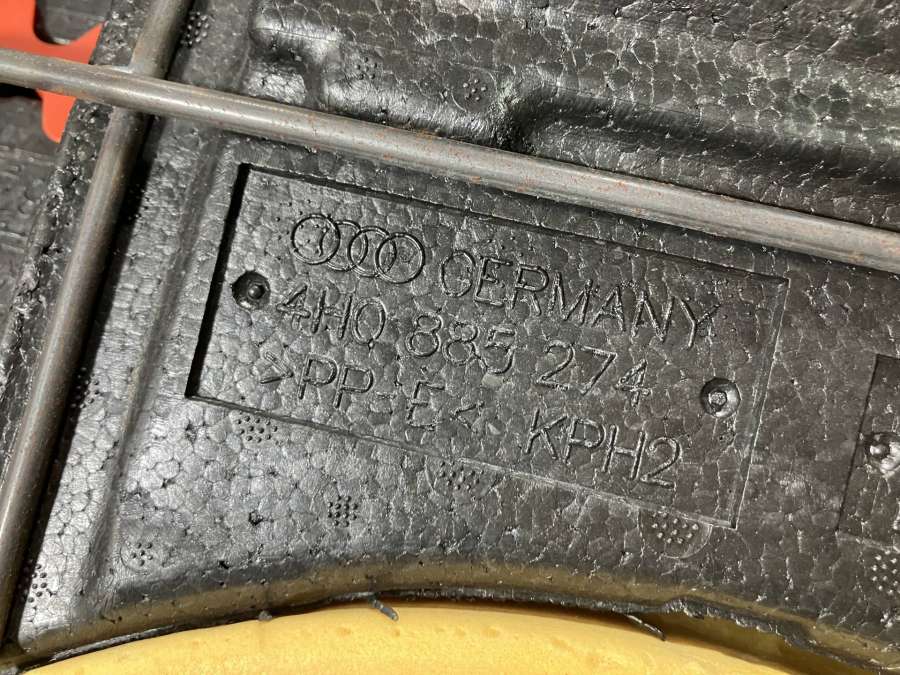 GERMANY
4H0 885 274
>PP-E< KPH2